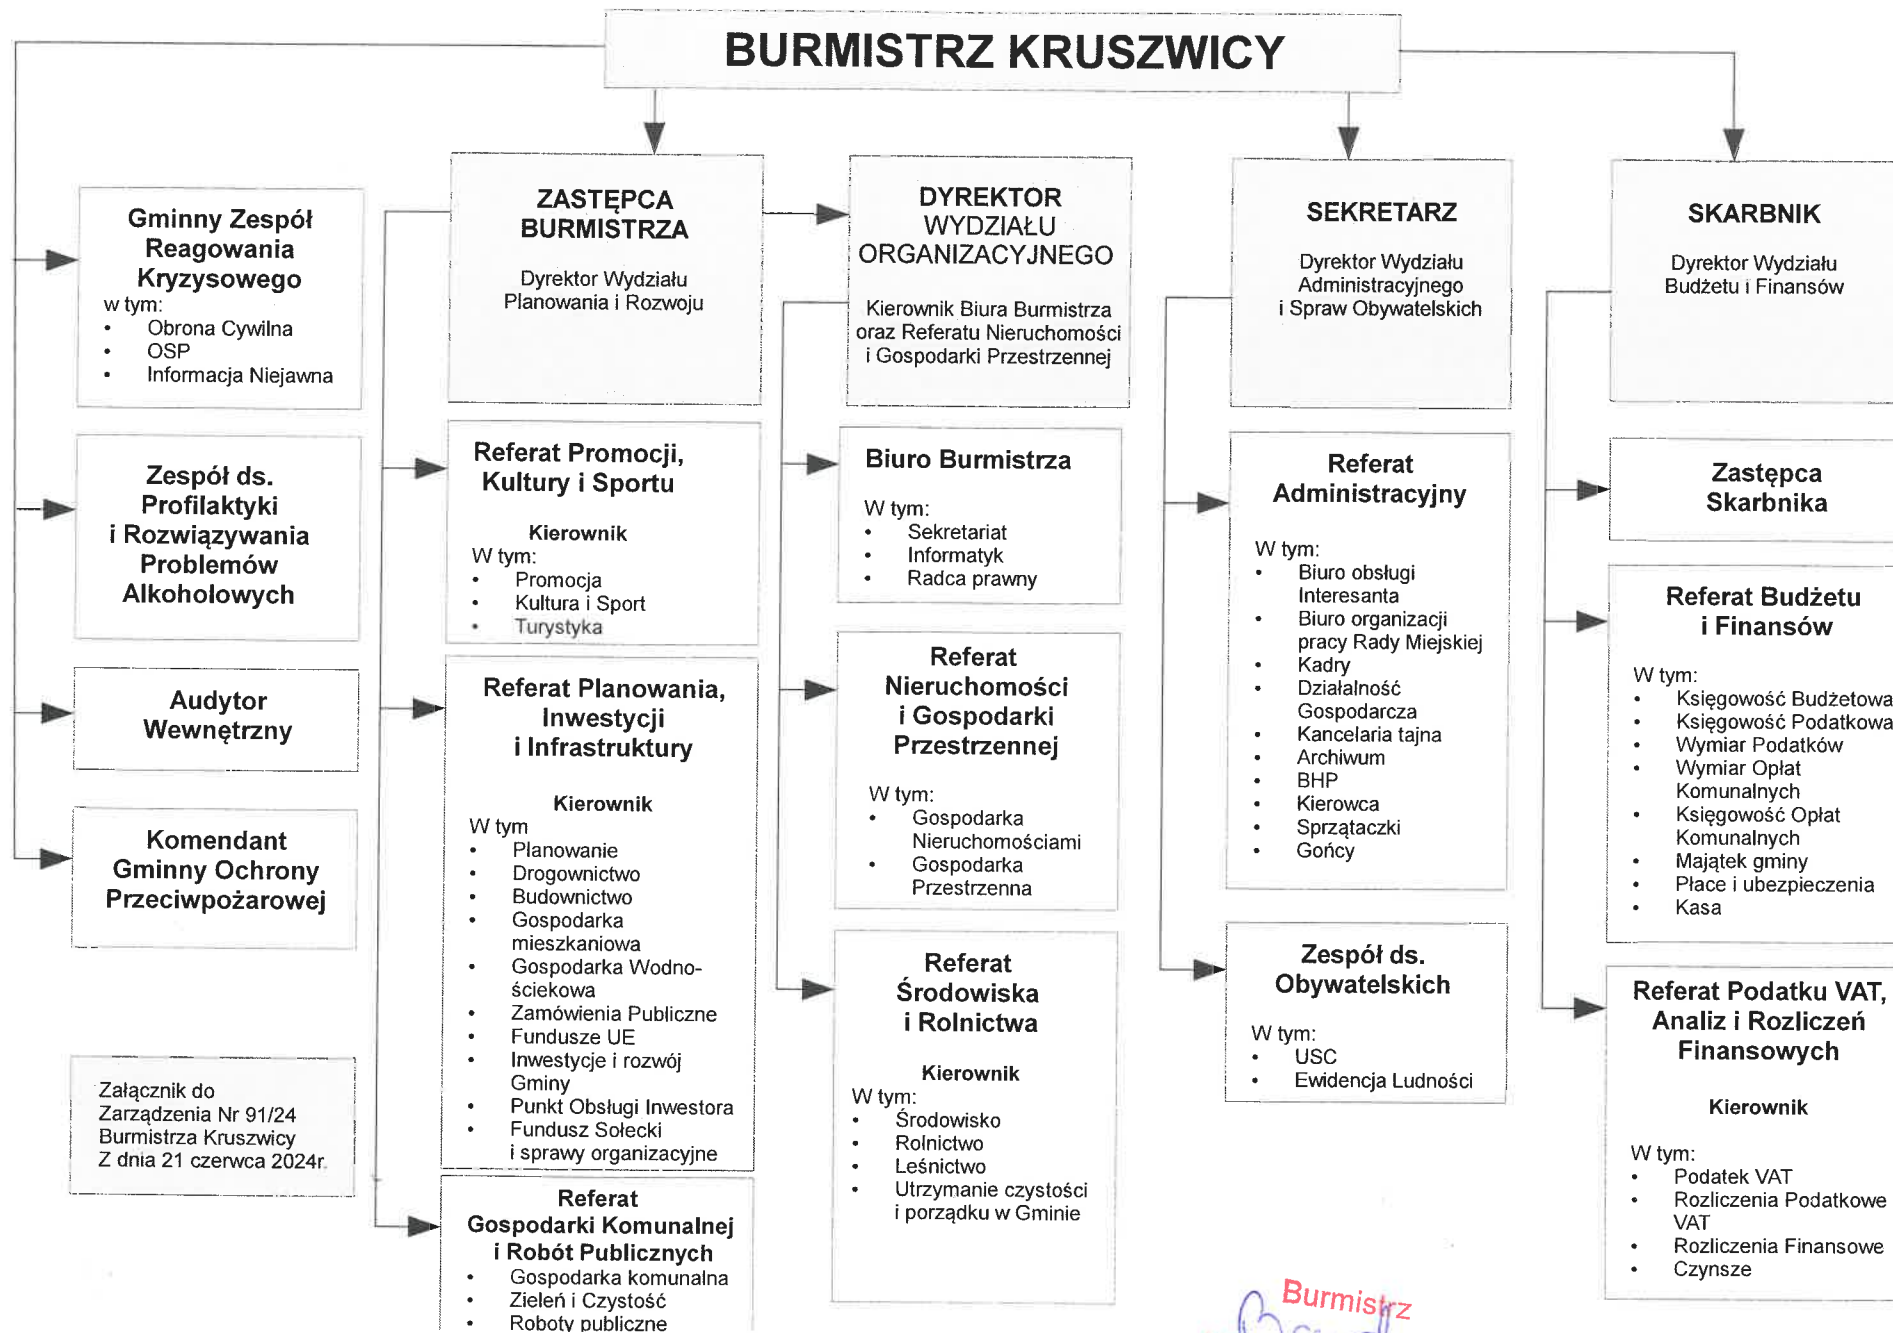 BURMISTRZ KRUSZWICY
Gminny Zespół
Reagowania
Kryzysowego
w tym:
• Obrona Cywilna
• OSP
• Informacja Niejawna
Zespół ds.
Profilaktyki
i Rozwiązywania
Problemów
Alkoholowych
Audytor
Wewnętrzny
Komendant
Gminny Ochrony
Przeciwpożarowej
Załącznik do
Zarządzenia Nr 91/24
Burmistrza Kruszwicy
Z dnia 21 czerwca 2024r.
ZASTĘPCA
BURMISTRZA
Dyrektor Wydziału
Planowania i Rozwoju
Referat Promocji,
Kultury i Sportu
Kierownik
W tym:
• Promocja
• Kultura i Sport
• Turystyka
Referat Planowania,
Inwestycji
i Infrastruktury
Kierownik
W tym
• Planowanie
• Drogownictwo
• Budownictwo
• Gospodarka
mieszkaniowa
• Gospodarka Wodno-
ściekowa
• Zamówienia Publiczne
• Fundusze UE
• Inwestycje i rozwój
Gminy
• Punkt Obsługi Inwestora
• Fundusz Sołecki
i sprawy organizacyjne
Referat
Gospodarki Komunalnej
i Robót Publicznych
• Gospodarka komunalna
• Zieleń i Czystość
• Roboty publiczne
DYREKTOR
WYDZIAŁU
ORGANIZACYJNEGO
Kierownik Biura Burmistrza
oraz Referatu Nieruchomości
i Gospodarki Przestrzennej
Biuro Burmistrza
W tym:
• Sekretariat
• Informatyk
• Radca prawny
Referat
Nieruchomości
i Gospodarki
Przestrzennej
W tym:
• Gospodarka
Nieruchomościami
• Gospodarka
Przestrzenna
Referat
Środowiska
i Rolnictwa
Kierownik
W tym:
• Środowisko
• Rolnictwo
• Leśnictwo
• Utrzymanie czystości
i porządku w Gminie
SEKRETARZ
Dyrektor Wydziału
Administracyjnego
i Spraw Obywatelskich
Referat
Administracyjny
W tym:
• Biuro obsługi
Interesanta
• Biuro organizacji
pracy Rady Miejskiej
• Kadry
• Działalność
Gospodarcza
• Kancelaria tajna
• Archiwum
• BHP
• Kierowca
• Sprzątaczki
• Gońcy
Zespół ds.
Obywatelskich
W tym:
• USC
• Ewidencja Ludności
SKARBNIK
Dyrektor Wydziału
Budżetu i Finansów
Zastępca
Skarbnika
Referat Budżetu
i Finansów
W tym:
• Księgowość Budżetowa
• Księgowość Podatkowa
• Wymiar Podatków
• Wymiar Opłat
Komunalnych
• Księgowość Opłat
Komunalnych
• Majątek gminy
• Płace i ubezpieczenia
• Kasa
Referat Podatku VAT,
Analiz i Rozliczeń
Finansowych
Kierownik
W tym:
• Podatek VAT
• Rozliczenia Podatkowe
VAT
• Rozliczenia Finansowe
• Czynsze
Burmistrz